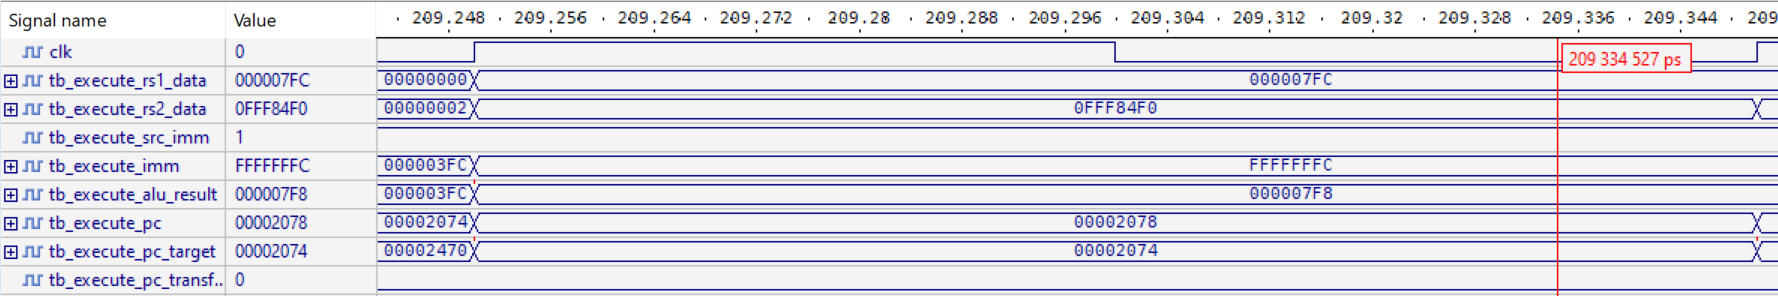 Signal name Value · 209.248 · 209.256 · 209.264 · 209.272 · 209.28 · 209.288 · 209.296 · 209.304 · 209.312 · 209.32 · 209.328 · 209.336 · 209.344 · 209
clk 0 209 334 527 ps
tb_execute_rs1_data 000007FC 00000000 000007FC
tb_execute_rs2_data 0FFF84F0 00000002 0FFF84F0
tb_execute_src_imm 1
tb_execute_imm FFFFFFFC 000003FC FFFFFFFC
tb_execute_alu_result 000007F8 000003FC 000007F8
tb_execute_pc 00002078 00002074 00002078
tb_execute_pc_target 00002074 00002470 00002074
tb_execute_pc_transf.. 0